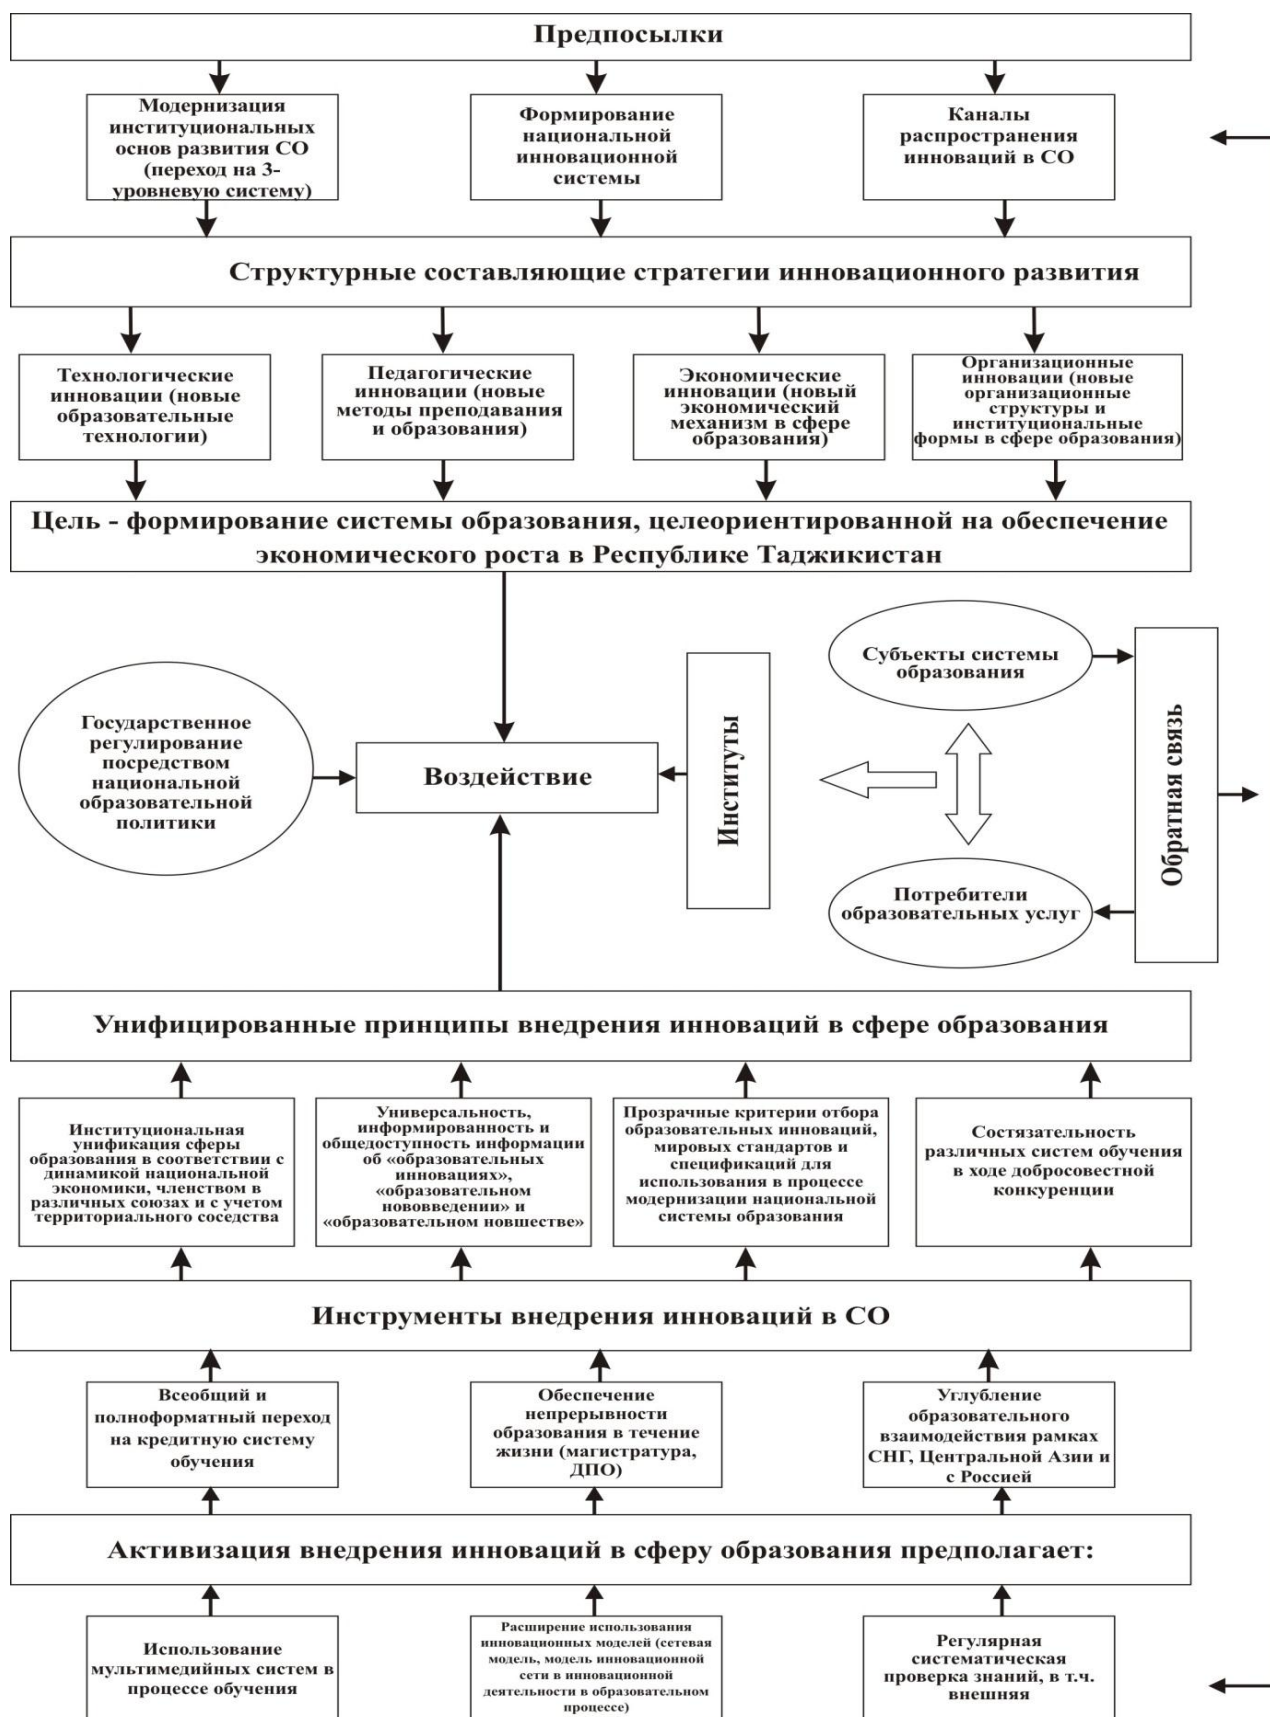 Предпосылки
Модернизация
институциональных
основ развития СО
(переход на 3-
уровневую систему)
Формирование
национальной
инновационной
системы
Каналы
распространения
инноваций в СО
Структурные составляющие стратегии инновационного развития
Технологические
инновации (новые
образовательные
технологии)
Педагогические
инновации (новые
методы преподавания
и образования)
Экономические
инновации (новый
экономический
механизм в сфере
образования)
Организационные
инновации (новые
организационные
структуры и
институциональные
формы в сфере образования)
Цель - формирование системы образования, целеориентированной на обеспечение
экономического роста в Республике Таджикистан
Государственное
регулирование
посредством
национальной
образовательной
политики
Воздействие
Институты
Субъекты системы
образования
Потребители
образовательных услуг
Обратная связь
Унифицированные принципы внедрения инноваций в сфере образования
Институциональная
унификация сферы
образования в соответствии с
динамикой национальной
экономики, членством в
различных союзах и с учетом
территориального соседства
Универсальность,
информированность и
общедоступность информации
об «образовательных
инновациях»,
«образовательном
нововведении» и
«образовательном новшестве»
Прозрачные критерии отбора
образовательных инноваций,
мировых стандартов и
спецификаций для
использования в процессе
модернизации национальной
системы образования
Состязательность
различных систем обучения
в ходе добросовестной
конкуренции
Инструменты внедрения инноваций в СО
Всеобщий и
полноформатный переход
на кредитную систему
обучения
Обеспечение
непрерывности
образования в течение
жизни (магистратура,
ДПО)
Углубление
образовательного
взаимодействия рамках
СНГ, Центральной Азии и
с Россией
Активизация внедрения инноваций в сферу образования предполагает:
Использование
мультимедийных систем в
процессе обучения
Расширение использования
инновационных моделей (сетевая
модель, модель инновационной
сети в инновационной
деятельности в образовательном
процессе)
Регулярная
систематическая
проверка знаний, в т.ч.
внешняя